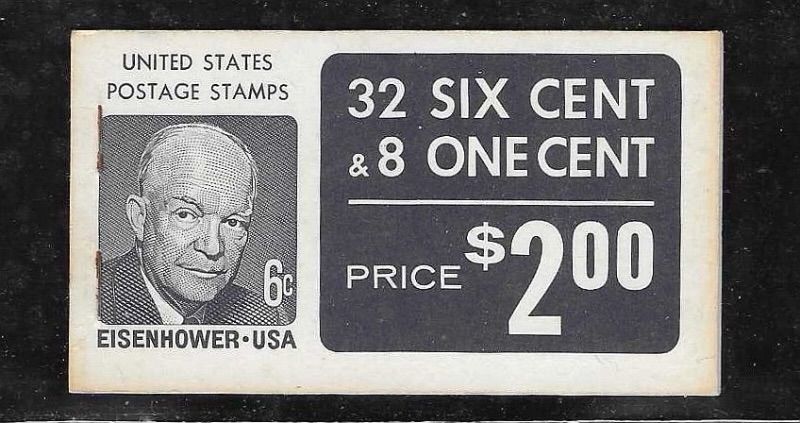 UNITED STATES
POSTAGE STAMPS
6c
EISENHOWER·USA
32 SIX CENT
& 8 ONE CENT
PRICE $2.00